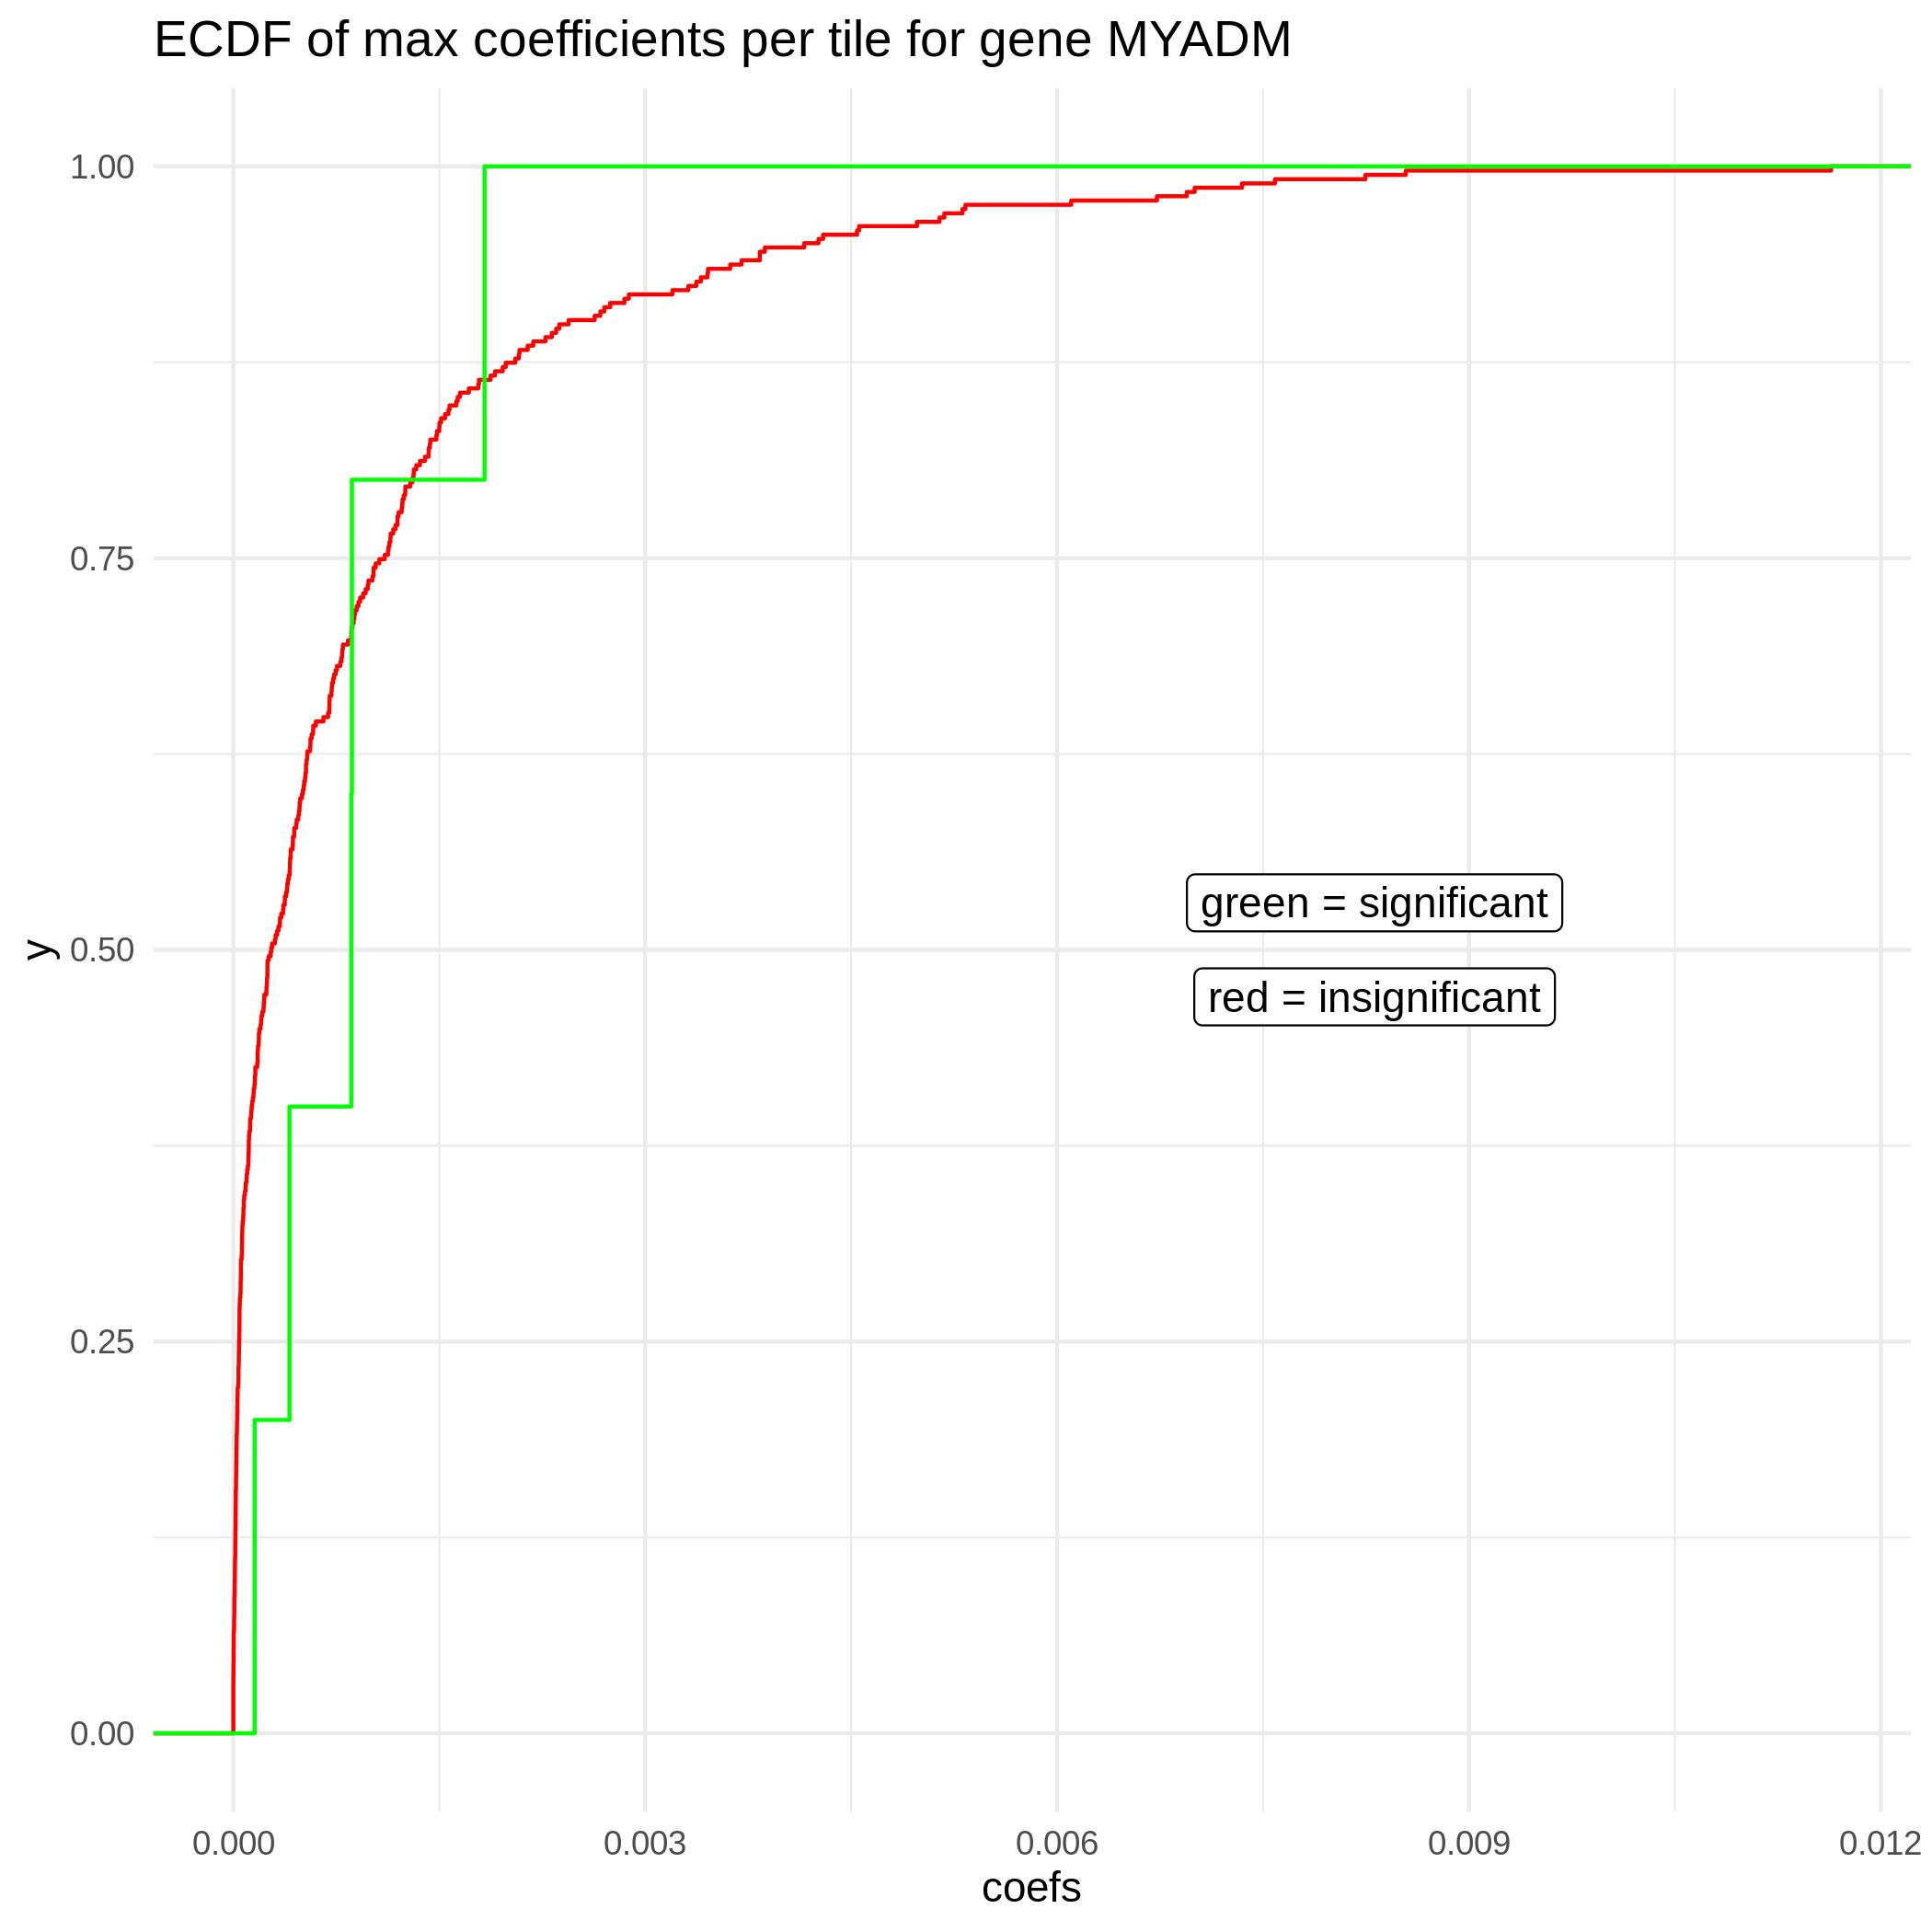 ECDF of max coefficients per tile for gene MYADM
1.00
0.75
0.50
0.25
0.00
y
green = significant
red = insignificant
0.000 0.003 0.006 0.009 0.012
coefs